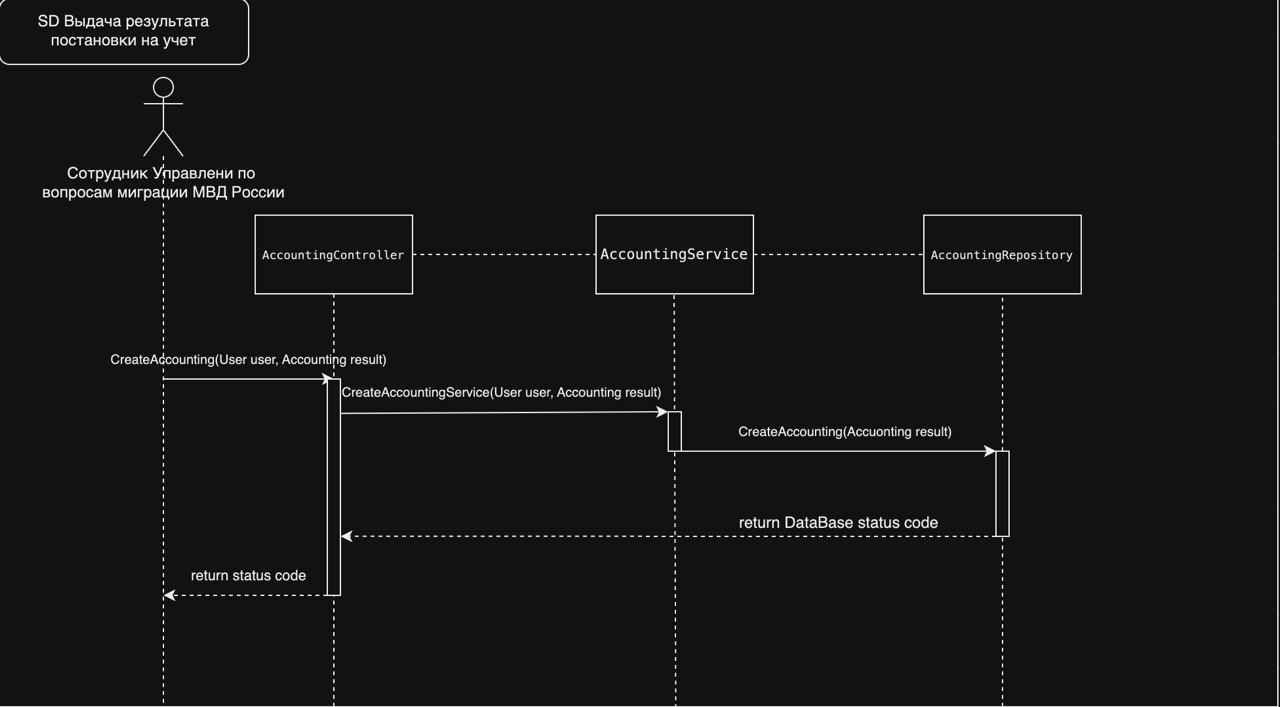 SD Выдача результата
постановки на учет
Сотрудник Управлени по
вопросам миграции МВД России
AccountingController
AccountingService
AccountingRepository
CreateAccounting(User user, Accounting result)
CreateAccountingService(User user, Accounting result)
CreateAccounting(Accuonting result)
return DataBase status code
return status code